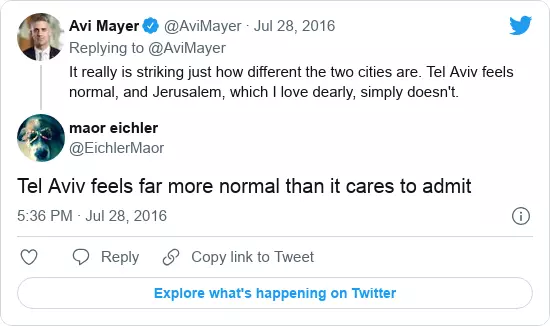 Avi Mayer @AviMayer · Jul 28, 2016
Replying to @AviMayer
It really is striking just how different the two cities are. Tel Aviv feels
normal, and Jerusalem, which I love dearly, simply doesn't.
maor eichler
@EichlerMaor
Tel Aviv feels far more normal than it cares to admit
5:36 PM · Jul 28, 2016
Reply Copy link to Tweet
Explore what's happening on Twitter